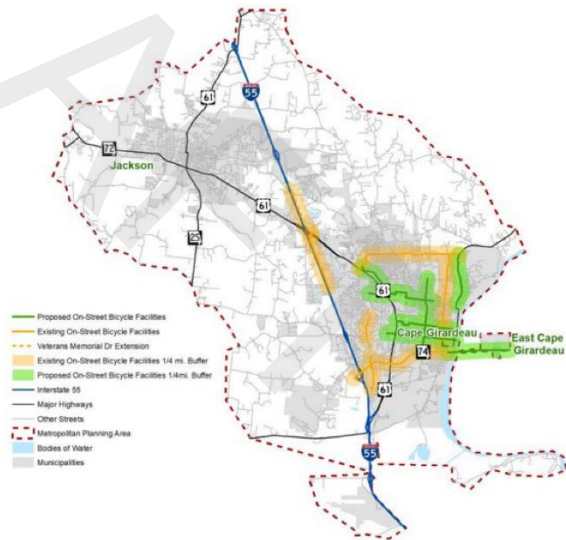 61
55
72
Jackson
61
25
61
Cape Girardeau
East Cape
Girardeau
74
61
55
Proposed On-Street Bicycle Facilities
Existing On-Street Bicycle Facilities
Veterans Memorial Dr Extension
Existing On-Street Bicycle Facilities 1/4 mi. Buffer
Proposed On-Street Bicycle Facilities 1/4mi. Buffer
Interstate 55
Major Highways
Other Streets
Metropolitan Planning Area
Bodies of Water
Municipalities